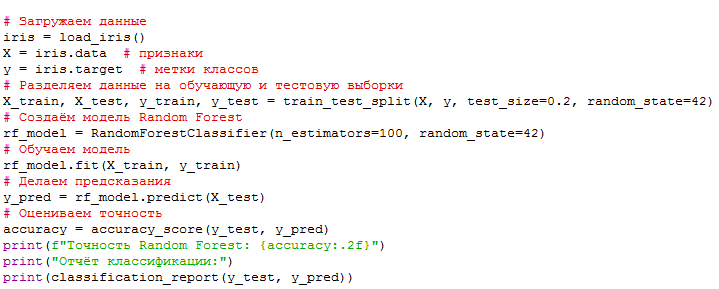 # Загружаем данные
iris = load_iris()
X = iris.data  # признаки
y = iris.target  # метки классов
# Разделяем данные на обучающую и тестовую выборки
X_train, X_test, y_train, y_test = train_test_split(X, y, test_size=0.2, random_state=42)
# Создаём модель Random Forest
rf_model = RandomForestClassifier(n_estimators=100, random_state=42)
# Обучаем модель
rf_model.fit(X_train, y_train)
# Делаем предсказания
y_pred = rf_model.predict(X_test)
# Оцениваем точность
accuracy = accuracy_score(y_test, y_pred)
print(f"Точность Random Forest: {accuracy:.2f}")
print("Отчёт классификации:")
print(classification_report(y_test, y_pred))